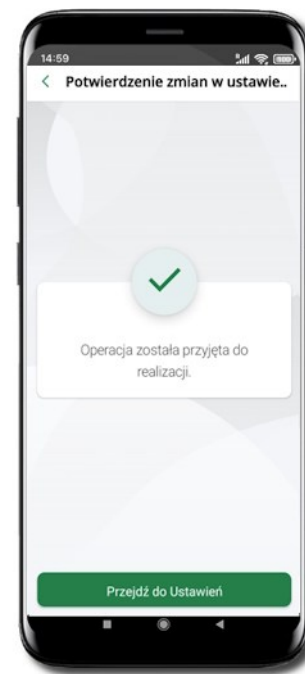 14:59
Potwierdzenie zmian w ustawie..
Operacja została przyjęta do
realizacji.
Przejdź do Ustawień